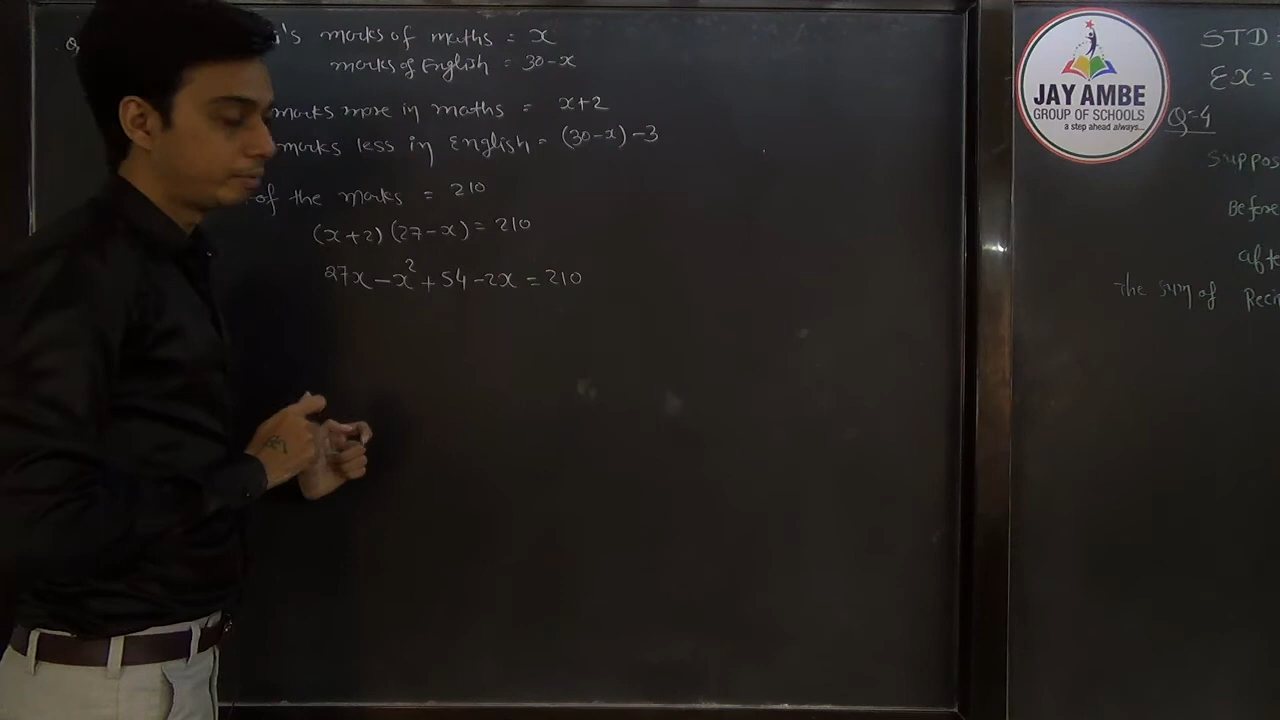 's marks of maths = x
marks of English = 30-x
marks more in maths = x+2
marks less in English = (30-x)-3
of the marks = 210
(x+2) (27-x) = 210
27x - x² + 54 - 2x = 210
JAY AMBE
GROUP OF SCHOOLS
a step ahead always...
STD =
EX =
Q-4
Suppos
Before
afte
The sum of Reci